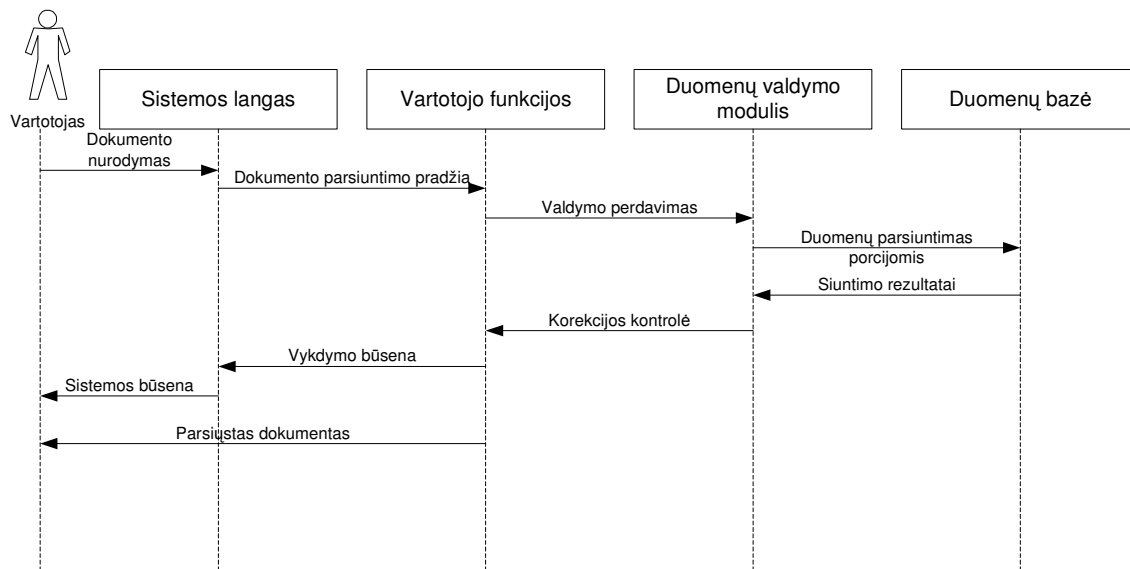 Vartotojas
Sistemos langas
Vartotojo funkcijos
Duomenų valdymo
modulis
Duomenų bazė
Dokumento
nurodymas
Dokumento parsiuntimo pradžia
Valdymo perdavimas
Duomenų parsiuntimas
porcijomis
Siuntimo rezultatai
Korekcijos kontrolė
Vykdymo būsena
Sistemos būsena
Parsiųstas dokumentas